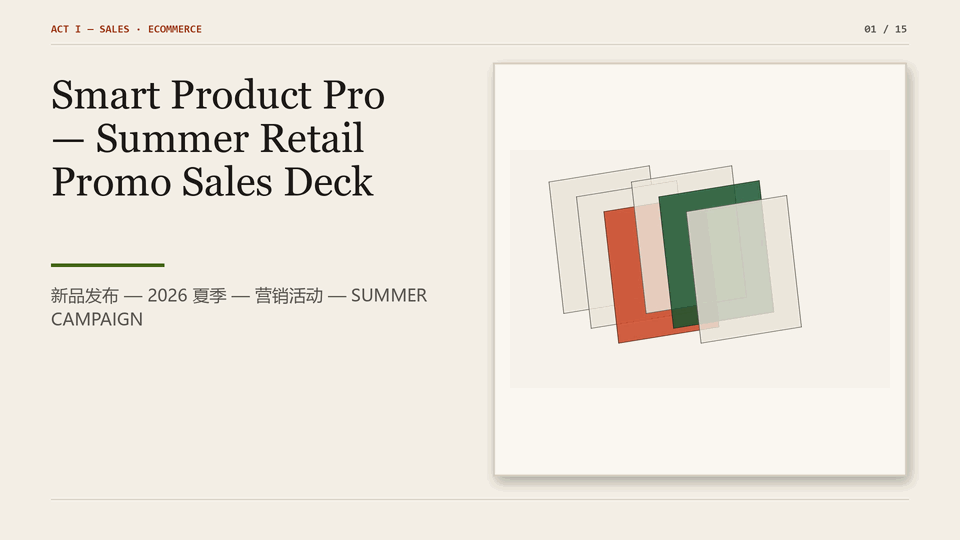 ACT I — SALES · ECOMMERCE
01 / 15
Smart Product Pro
— Summer Retail
Promo Sales Deck
新品发布 — 2026 夏季 — 营销活动 — SUMMER
CAMPAIGN